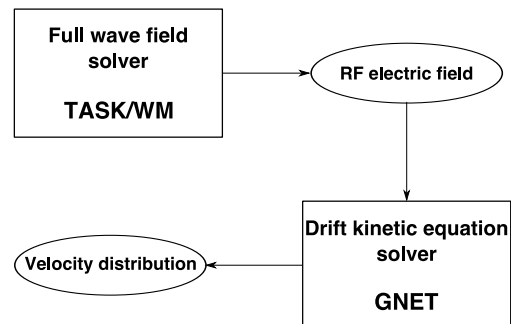 Full wave field
solver
TASK/WM
RF electric field
Drift kinetic equation
solver
GNET
Velocity distribution